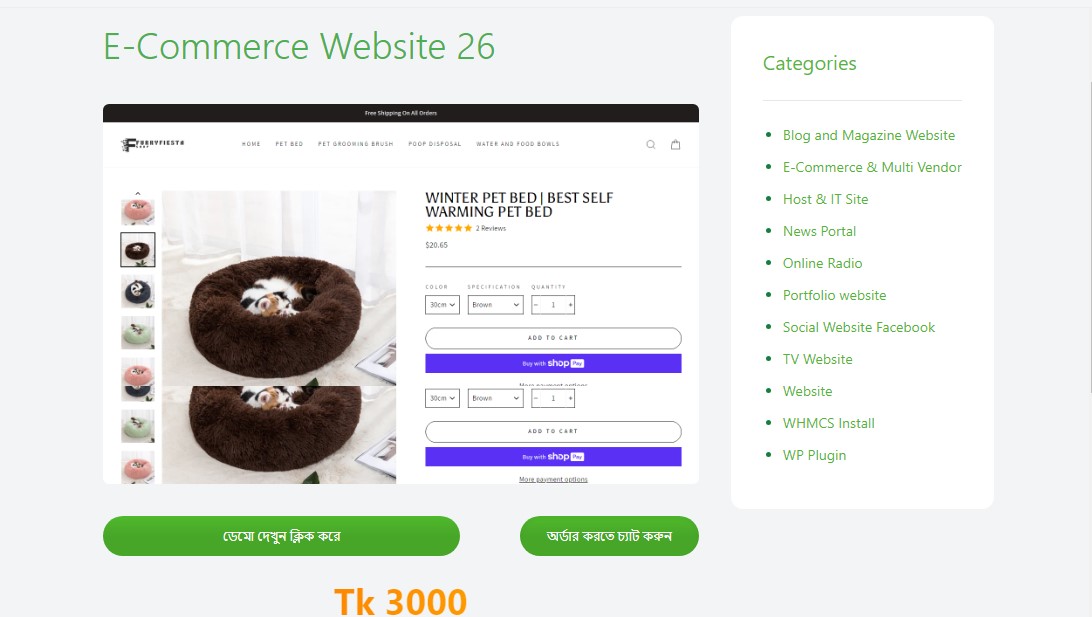 E-Commerce Website 26
Free Shipping On All Orders
FURRYFIESTA
HOME PET BED PET GROOMING BRUSH POOP DISPOSAL WATER AND FOOD BOWLS
WINTER PET BED | BEST SELF
WARMING PET BED
2 Reviews
$20.65
COLOR SPECIFICATION QUANTITY
30cm Brown − 1 +
ADD TO CART
Buy with shop Pay
More payment options
30cm Brown − 1 +
ADD TO CART
Buy with shop Pay
More payment options
ডেমো দেখুন ক্লিক করে
অর্ডার করতে চ্যাট করুন
Tk 3000
Categories
Blog and Magazine Website
E-Commerce & Multi Vendor
Host & IT Site
News Portal
Online Radio
Portfolio website
Social Website Facebook
TV Website
Website
WHMCS Install
WP Plugin